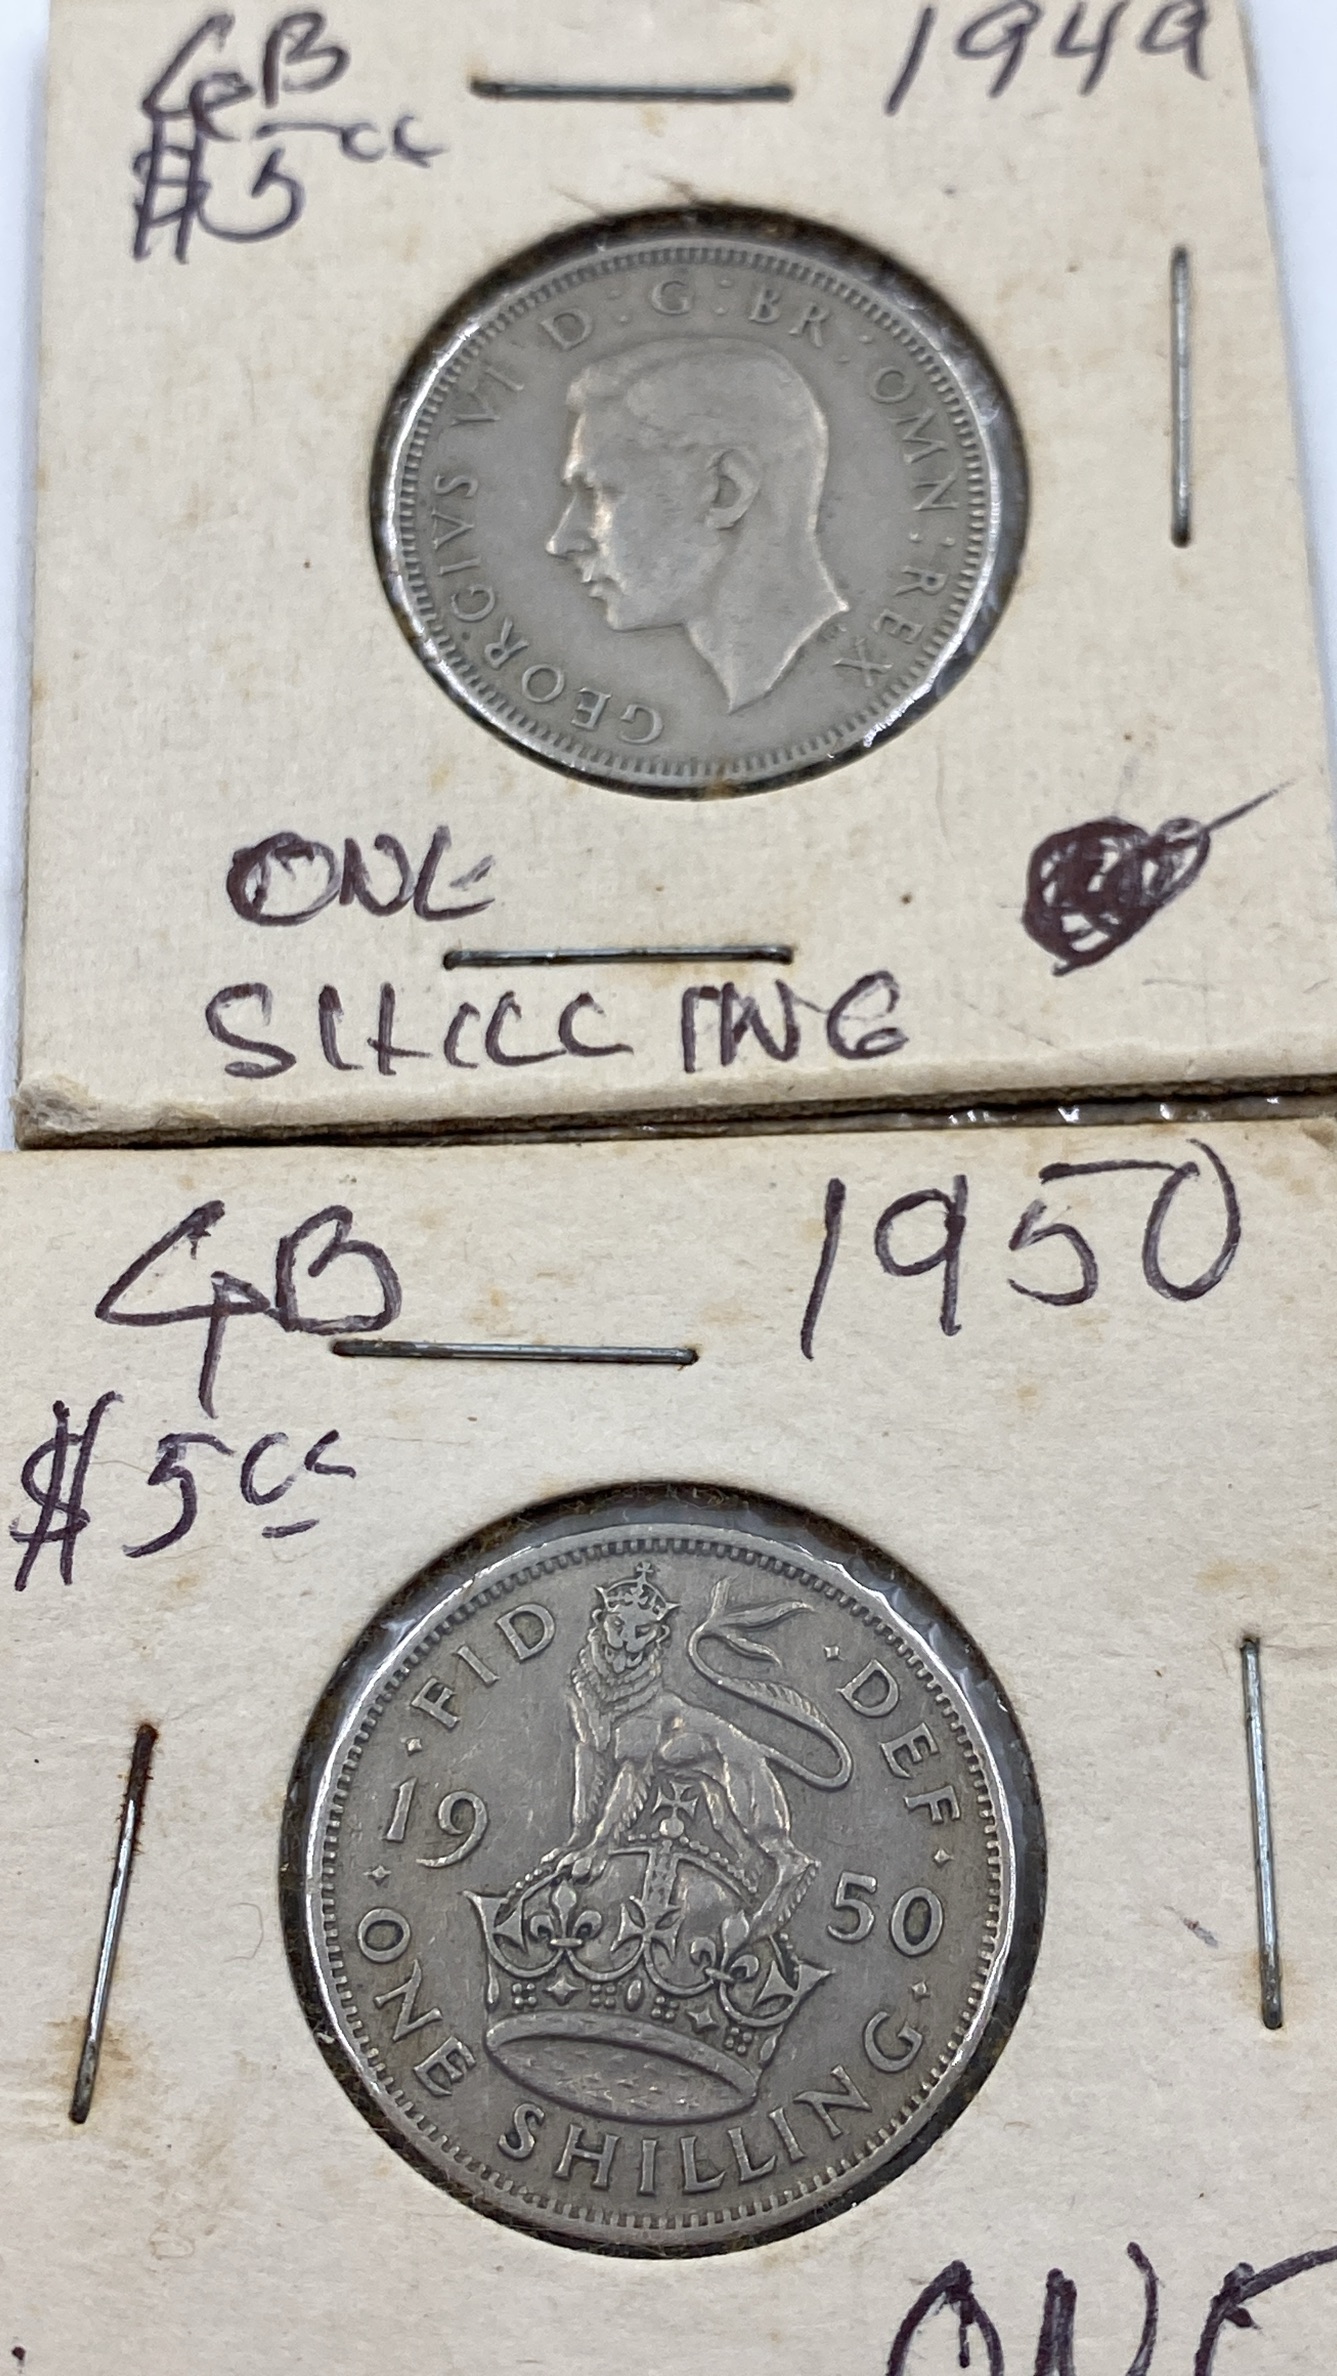 GB 1949
$5cc
GEORGIVS VI D:G:BR:OMN:REX
ONE
SHILLING
GB 1950
$5cc
FID DEF
19 50
ONE SHILLING
ONE